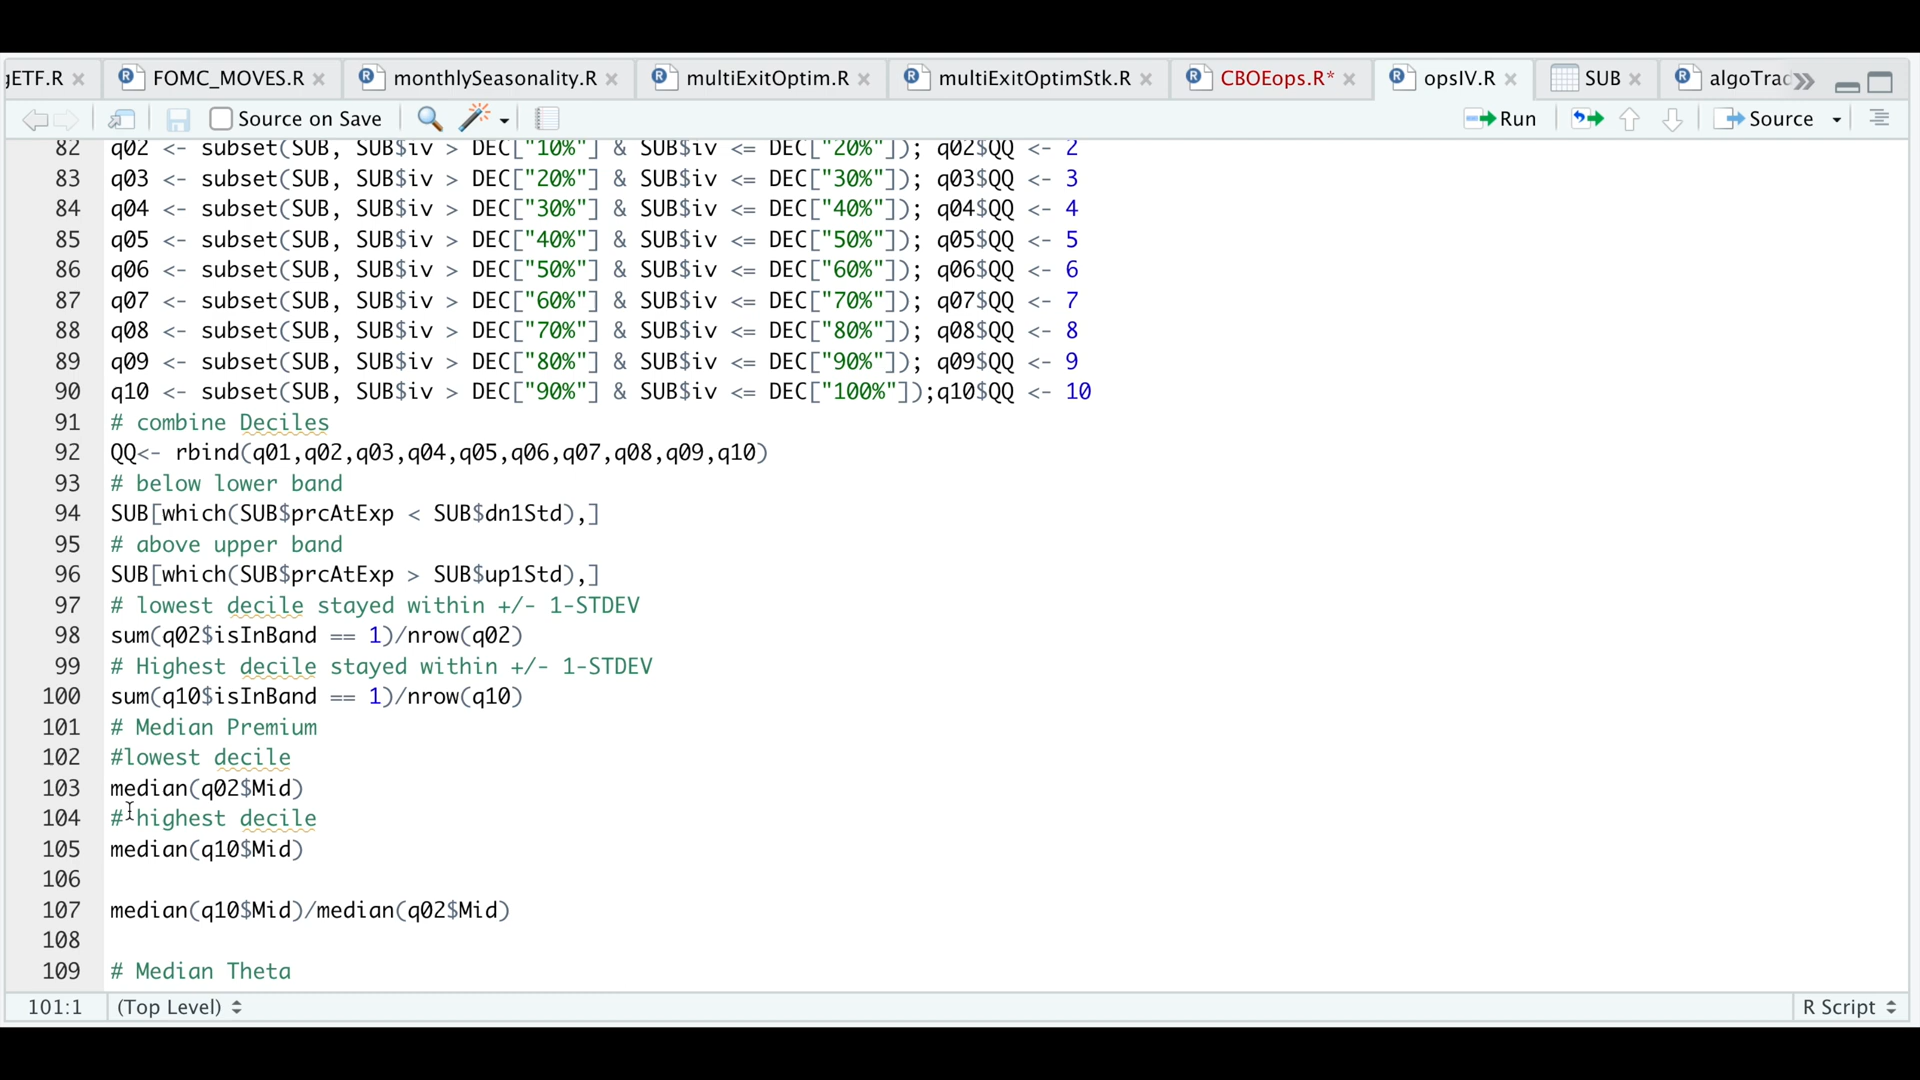 gETF.R × FOMC_MOVES.R × monthlySeasonality.R × multiExitOptim.R × multiExitOptimStk.R × CBOEops.R* × opsIV.R × SUB × algoTrad
Source on Save Run Source
82 q02 <- subset(SUB, SUB$iv > DEC["10%"] & SUB$iv <= DEC["20%"]); q02$QQ <- 2
83 q03 <- subset(SUB, SUB$iv > DEC["20%"] & SUB$iv <= DEC["30%"]); q03$QQ <- 3
84 q04 <- subset(SUB, SUB$iv > DEC["30%"] & SUB$iv <= DEC["40%"]); q04$QQ <- 4
85 q05 <- subset(SUB, SUB$iv > DEC["40%"] & SUB$iv <= DEC["50%"]); q05$QQ <- 5
86 q06 <- subset(SUB, SUB$iv > DEC["50%"] & SUB$iv <= DEC["60%"]); q06$QQ <- 6
87 q07 <- subset(SUB, SUB$iv > DEC["60%"] & SUB$iv <= DEC["70%"]); q07$QQ <- 7
88 q08 <- subset(SUB, SUB$iv > DEC["70%"] & SUB$iv <= DEC["80%"]); q08$QQ <- 8
89 q09 <- subset(SUB, SUB$iv > DEC["80%"] & SUB$iv <= DEC["90%"]); q09$QQ <- 9
90 q10 <- subset(SUB, SUB$iv > DEC["90%"] & SUB$iv <= DEC["100%"]);q10$QQ <- 10
91 # combine Deciles
92 QQ<- rbind(q01,q02,q03,q04,q05,q06,q07,q08,q09,q10)
93 # below lower band
94 SUB[which(SUB$prcAtExp < SUB$dn1Std),]
95 # above upper band
96 SUB[which(SUB$prcAtExp > SUB$up1Std),]
97 # lowest decile stayed within +/- 1-STDEV
98 sum(q02$isInBand == 1)/nrow(q02)
99 # Highest decile stayed within +/- 1-STDEV
100 sum(q10$isInBand == 1)/nrow(q10)
101 # Median Premium
102 #lowest decile
103 median(q02$Mid)
104 # highest decile
105 median(q10$Mid)
106
107 median(q10$Mid)/median(q02$Mid)
108
109 # Median Theta
101:1 (Top Level) R Script